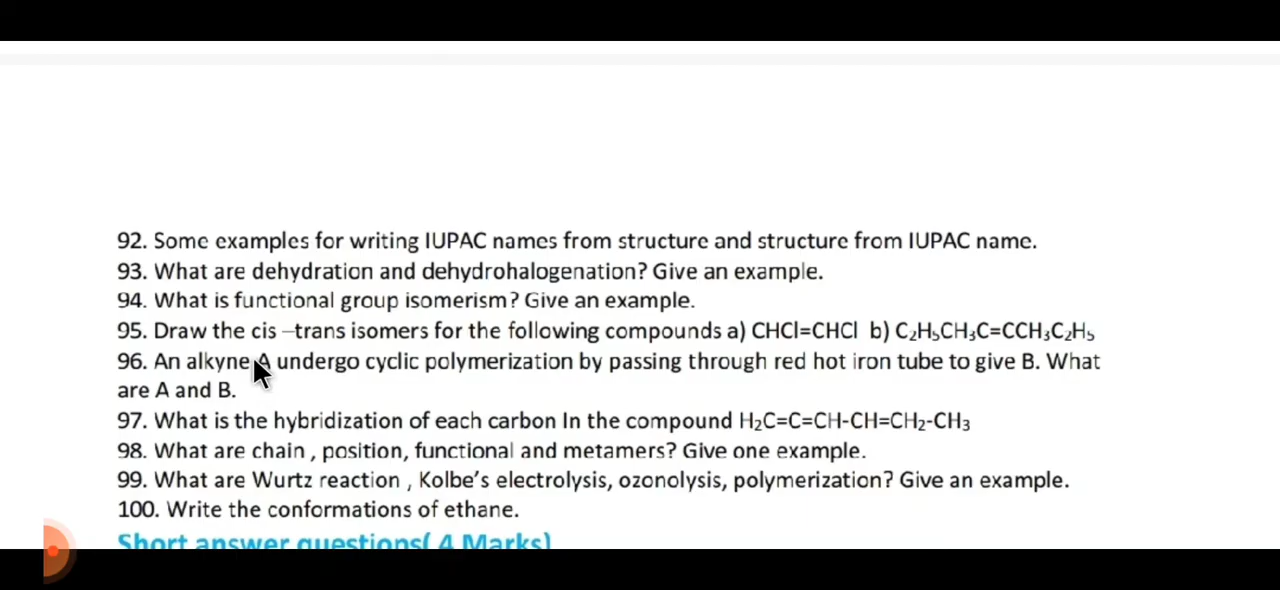 92. Some examples for writing IUPAC names from structure and structure from IUPAC name.
93. What are dehydration and dehydrohalogenation? Give an example.
94. What is functional group isomerism? Give an example.
95. Draw the cis –trans isomers for the following compounds a) CHCl=CHCl b) C₂H₅CH₃C=CCH₃C₂H₅
96. An alkyne A undergo cyclic polymerization by passing through red hot iron tube to give B. What
are A and B.
97. What is the hybridization of each carbon In the compound H₂C=C=CH-CH=CH₂-CH₃
98. What are chain , position, functional and metamers? Give one example.
99. What are Wurtz reaction , Kolbe's electrolysis, ozonolysis, polymerization? Give an example.
100. Write the conformations of ethane.
Short answer questions( 4 Marks)